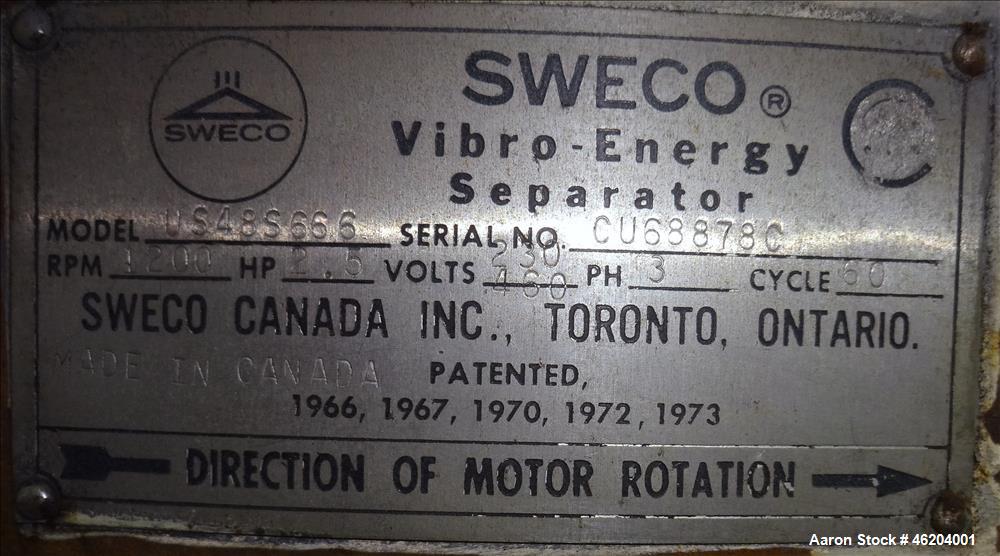 SWECO
SWECO®
Vibro-Energy
Separator
MODEL US48S666 SERIAL NO. CU68878C
RPM 1200 HP 2.5 VOLTS 230 460 PH 3 CYCLE 60
SWECO CANADA INC., TORONTO, ONTARIO.
MADE IN CANADA PATENTED,
1966, 1967, 1970, 1972, 1973
DIRECTION OF MOTOR ROTATION
Aaron Stock # 46204001